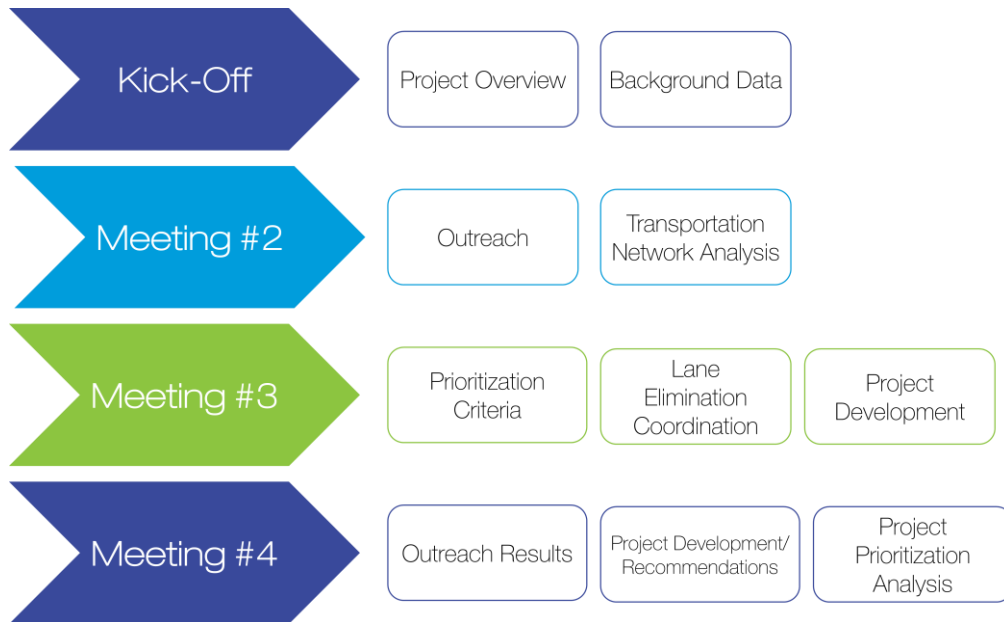 Kick-Off
Project Overview
Background Data
Meeting #2
Outreach
Transportation
Network Analysis
Meeting #3
Prioritization
Criteria
Lane
Elimination
Coordination
Project
Development
Meeting #4
Outreach Results
Project Development/
Recommendations
Project
Prioritization
Analysis